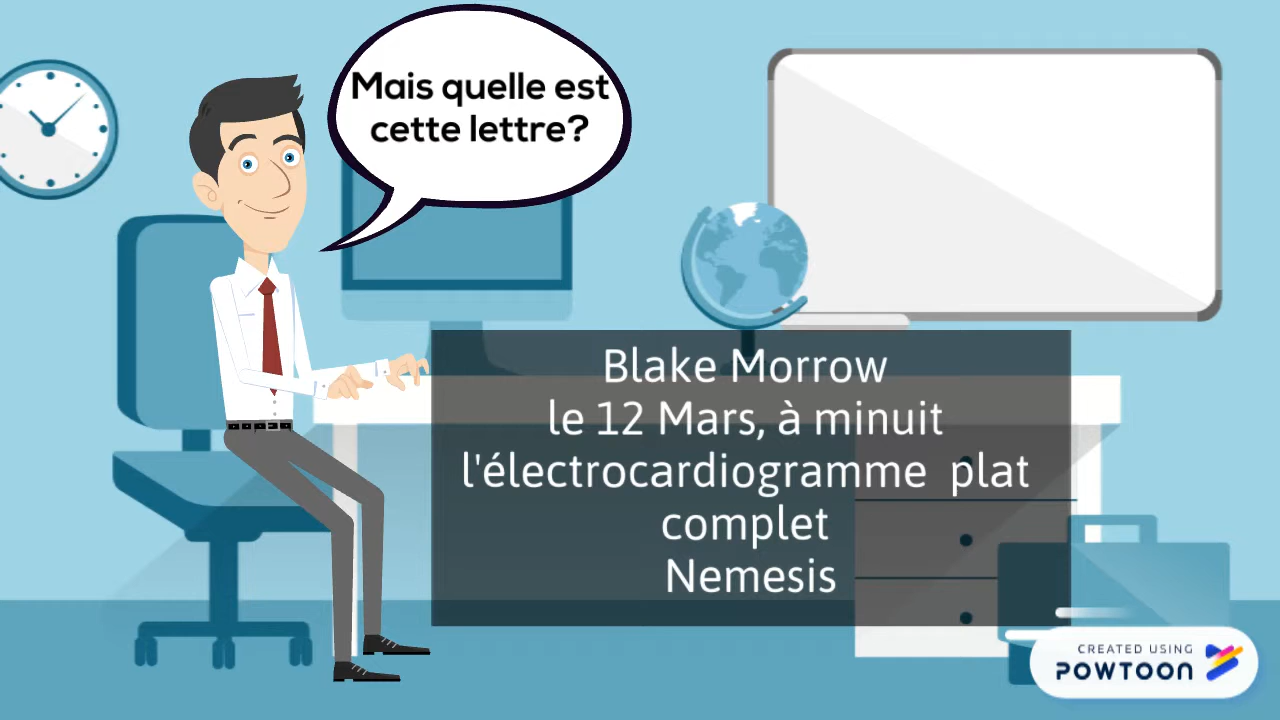 Mais quelle est
cette lettre?
Blake Morrow
le 12 Mars, à minuit
l'électrocardiogramme  plat
complet
Nemesis
CREATED USING
POWTOON